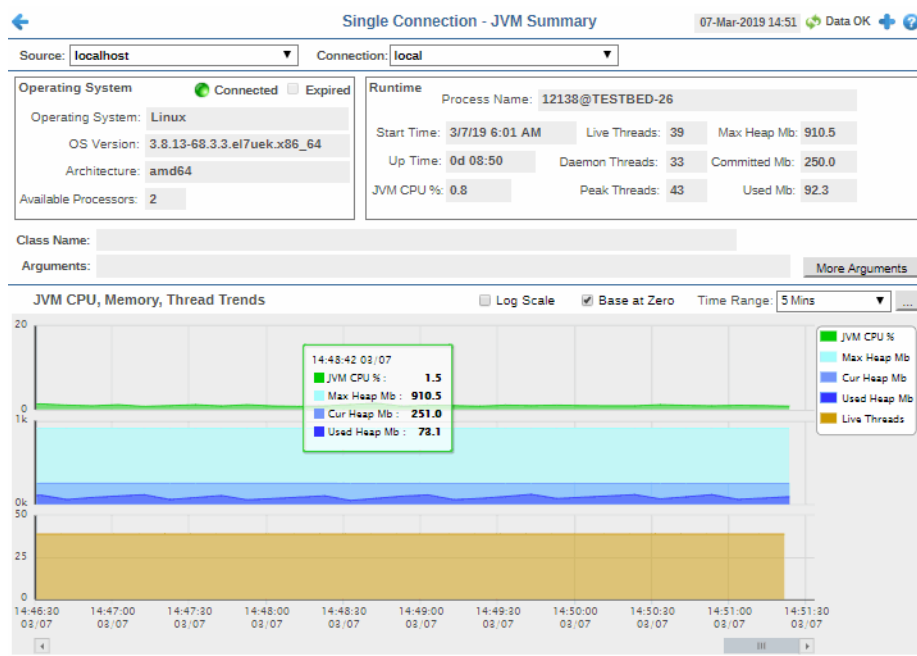 Single Connection - JVM Summary 07-Mar-2019 14:51 Data OK
Source: localhost Connection: local
Operating System Connected Expired
Operating System: Linux
OS Version: 3.8.13-68.3.3.el7uek.x86_64
Architecture: amd64
Available Processors: 2
Runtime
Process Name: 12138@TESTBED-26
Start Time: 3/7/19 6:01 AM Live Threads: 39 Max Heap Mb: 910.5
Up Time: 0d 08:50 Daemon Threads: 33 Committed Mb: 250.0
JVM CPU %: 0.8 Peak Threads: 43 Used Mb: 92.3
Class Name:
Arguments: More Arguments
JVM CPU, Memory, Thread Trends Log Scale Base at Zero Time Range: 5 Mins ...
20
0
1k
0k
50
25
0
14:48:42 03/07
JVM CPU % : 1.5
Max Heap Mb : 910.5
Cur Heap Mb : 251.0
Used Heap Mb : 78.1
JVM CPU %
Max Heap Mb
Cur Heap Mb
Used Heap Mb
Live Threads
14:46:30 14:47:00 14:47:30 14:48:00 14:48:30 14:49:00 14:49:30 14:50:00 14:50:30 14:51:00 14:51:30
03/07 03/07 03/07 03/07 03/07 03/07 03/07 03/07 03/07 03/07 03/07